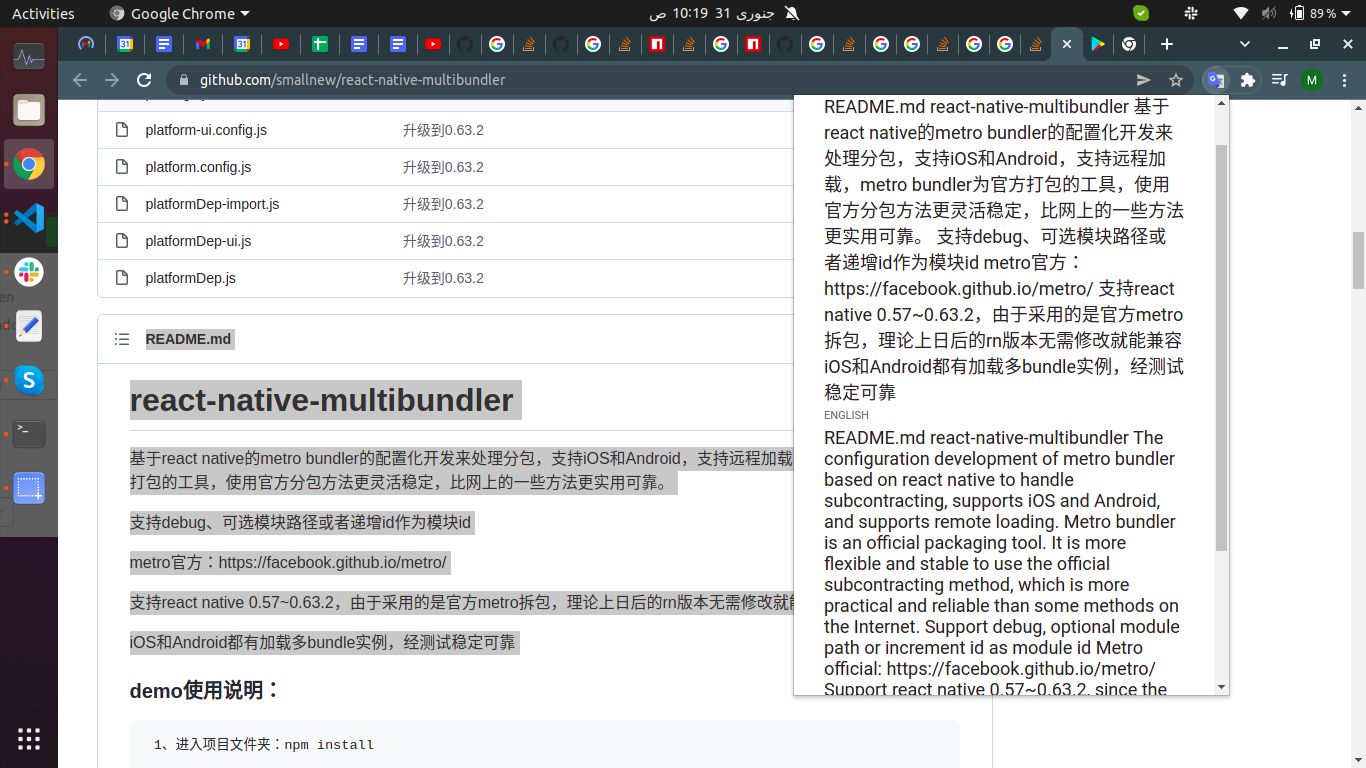 Activities
Google Chrome
جنوری 31 10:19 ص
89 %
github.com/smallnew/react-native-multibundler
M
platform-ui.config.js 升级到0.63.2
platform.config.js 升级到0.63.2
platformDep-import.js 升级到0.63.2
platformDep-ui.js 升级到0.63.2
platformDep.js 升级到0.63.2
README.md
react-native-multibundler
基于react native的metro bundler的配置化开发来处理分包，支持iOS和Android，支持远程加载
打包的工具，使用官方分包方法更灵活稳定，比网上的一些方法更实用可靠。
支持debug、可选模块路径或者递增id作为模块id
metro官方：https://facebook.github.io/metro/
支持react native 0.57~0.63.2，由于采用的是官方metro拆包，理论上日后的rn版本无需修改就
iOS和Android都有加载多bundle实例，经测试稳定可靠
demo使用说明：
1、进入项目文件夹：npm install
README.md react-native-multibundler 基于
react native的metro bundler的配置化开发来
处理分包，支持iOS和Android，支持远程加
载，metro bundler为官方打包的工具，使用
官方分包方法更灵活稳定，比网上的一些方法
更实用可靠。 支持debug、可选模块路径或
者递增id作为模块id metro官方：
https://facebook.github.io/metro/ 支持react
native 0.57~0.63.2，由于采用的是官方metro
拆包，理论上日后的rn版本无需修改就能兼容
iOS和Android都有加载多bundle实例，经测试
稳定可靠
ENGLISH
README.md react-native-multibundler The
configuration development of metro bundler
based on react native to handle
subcontracting, supports iOS and Android,
and supports remote loading. Metro bundler
is an official packaging tool. It is more
flexible and stable to use the official
subcontracting method, which is more
practical and reliable than some methods on
the Internet. Support debug, optional module
path or increment id as module id Metro
official: https://facebook.github.io/metro/
Support react native 0.57~0.63.2, since the